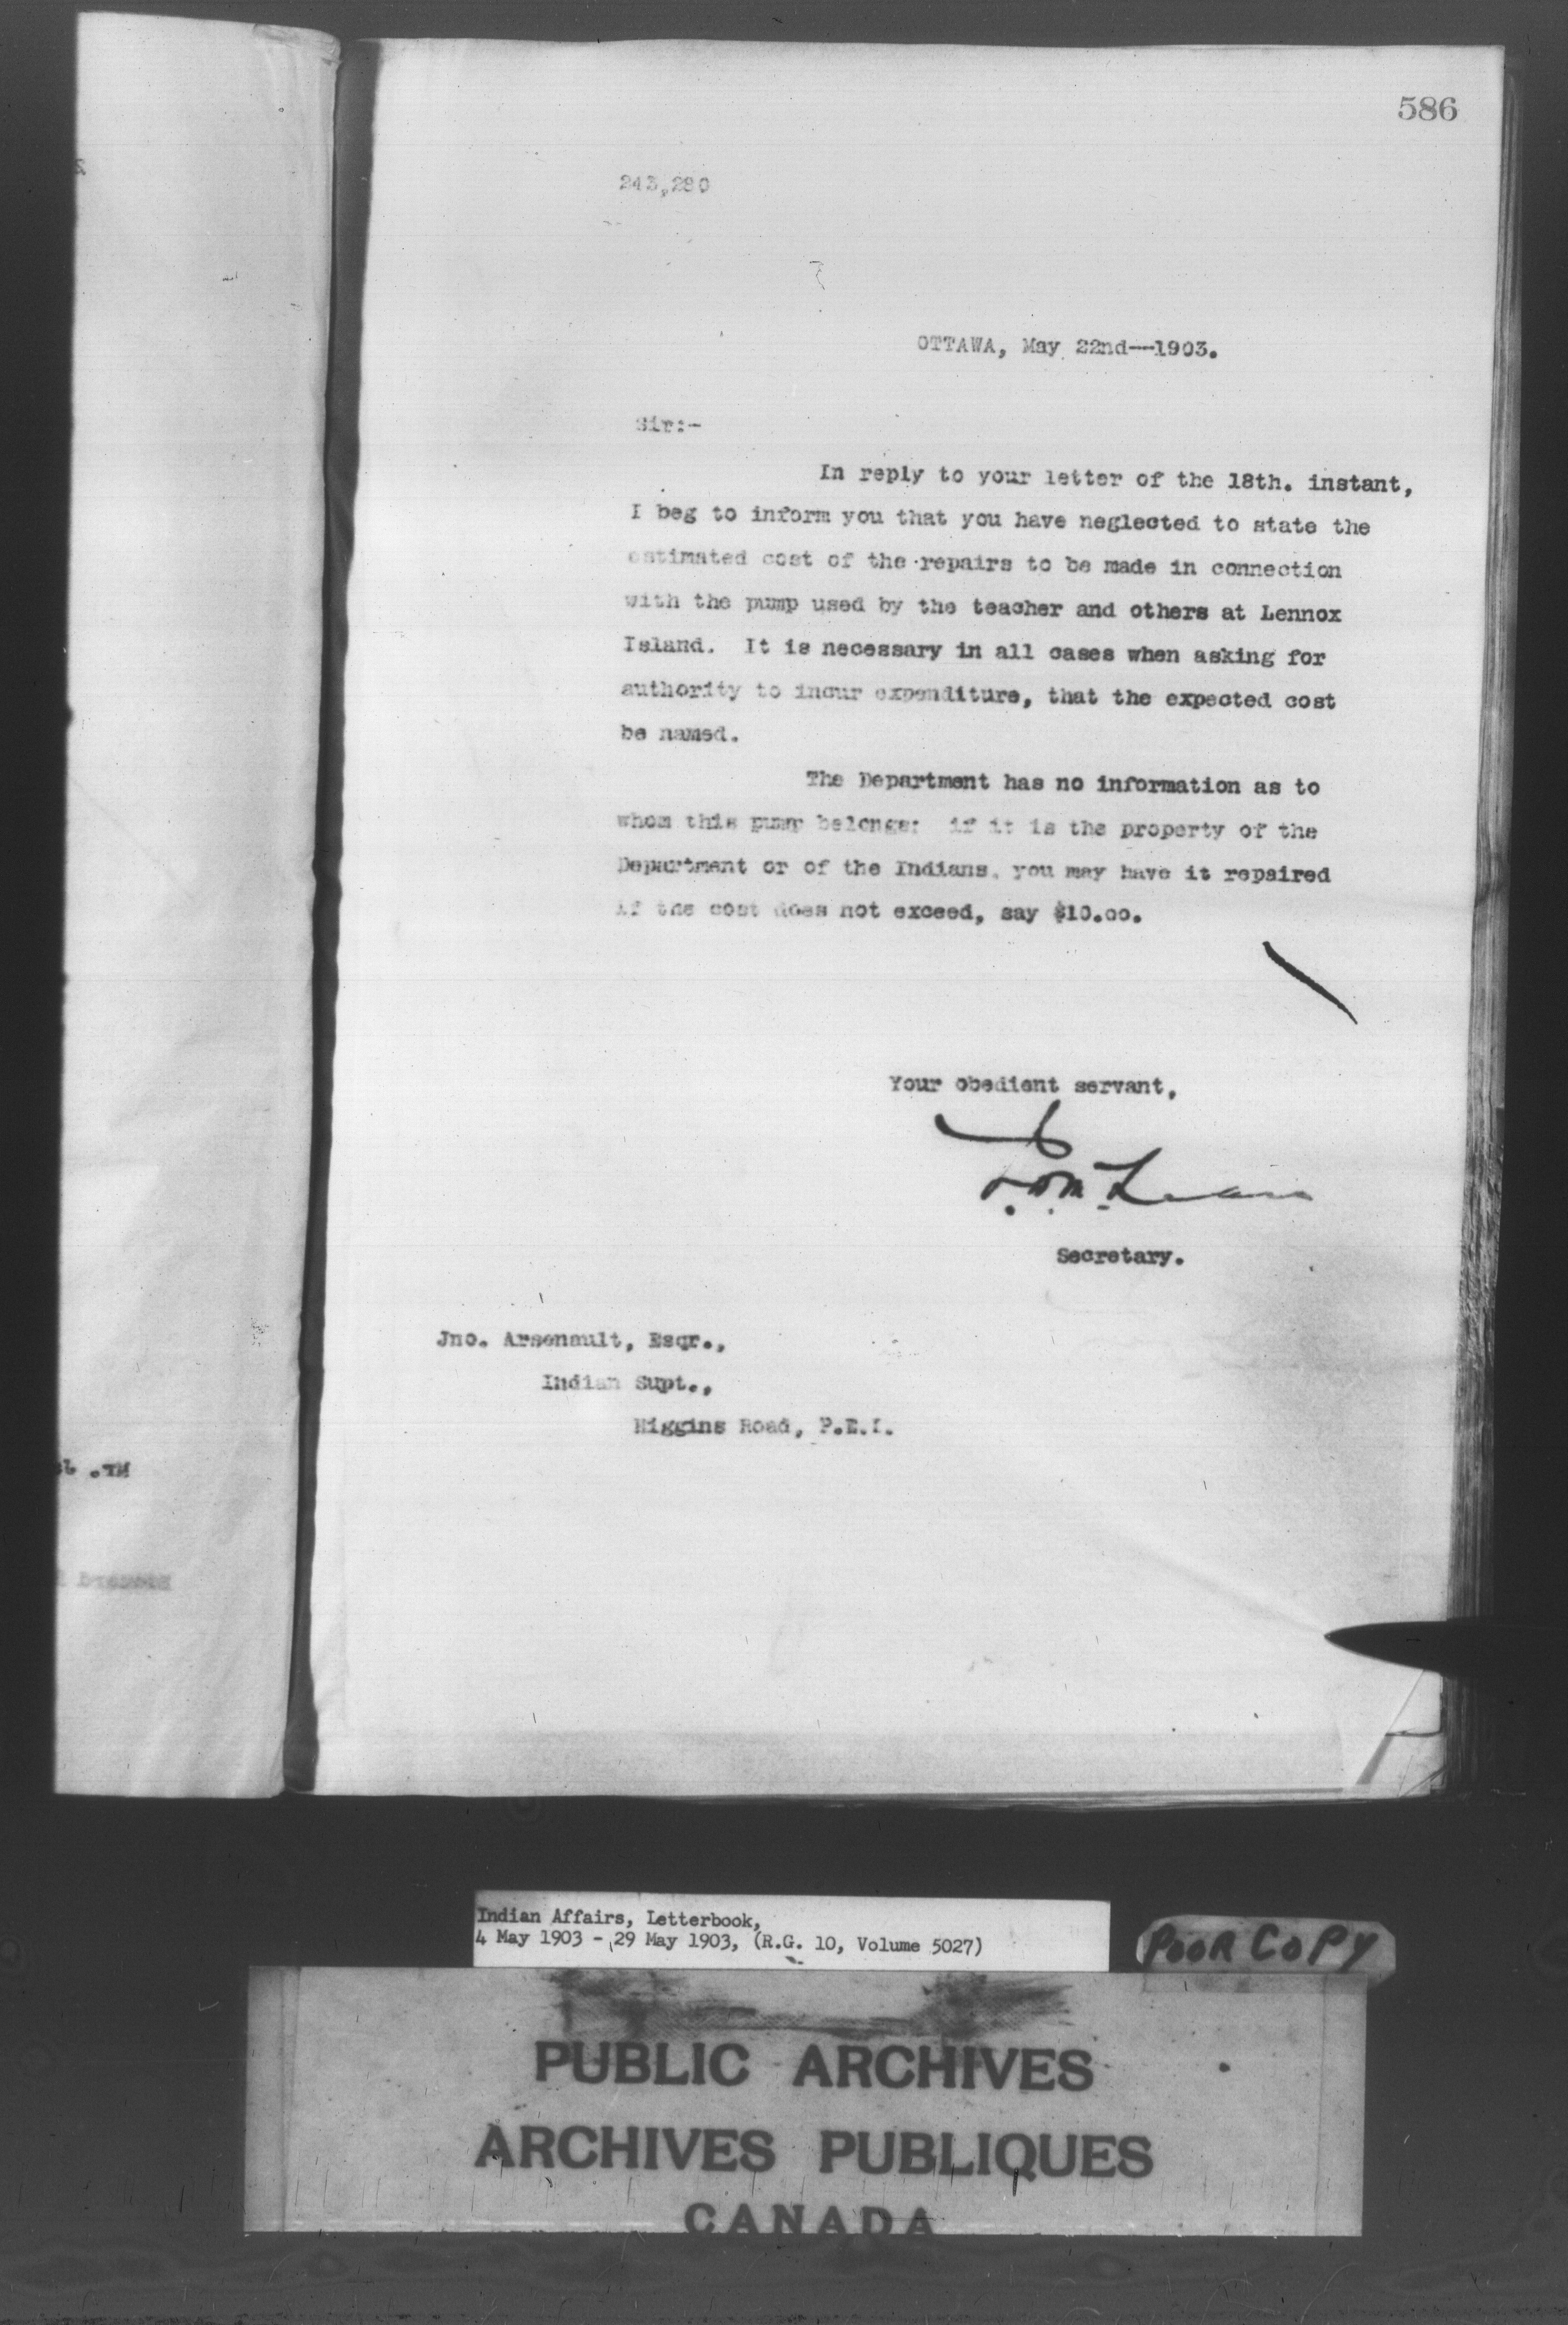 586
243,280
OTTAWA, May 22nd--1903.
Sir:-
In reply to your letter of the 18th. instant,
I beg to inform you that you have neglected to state the
estimated cost of the repairs to be made in connection
with the pump used by the teacher and others at Lennox
Island. It is necessary in all cases when asking for
authority to incur expenditure, that the expected cost
be named.
The Department has no information as to
whom this pump belongs: if it is the property of the
Department or of the Indians, you may have it repaired
if the cost does not exceed, say $10.oo.
Your obedient servant,
Secretary.
Jno. Arsenault, Esqr.,
Indian Supt.,
Higgins Road, P.E.I.
Indian Affairs, Letterbook,
4 May 1903 - 29 May 1903, (R.G. 10, Volume 5027)
POOR COPY
PUBLIC ARCHIVES
ARCHIVES PUBLIQUES
CANADA